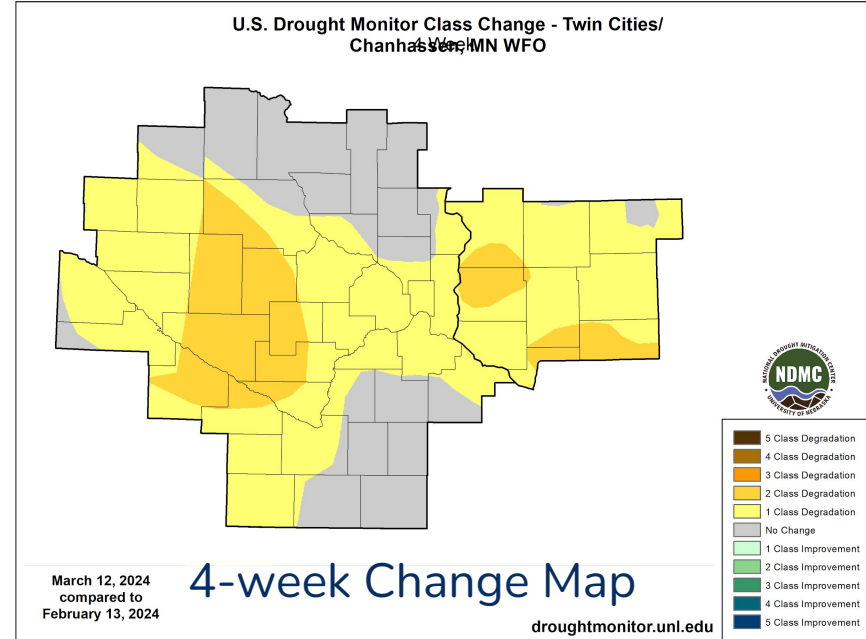 U.S. Drought Monitor Class Change - Twin Cities/
Chanhassen, MN WFO
4 Week
NATIONAL DROUGHT MITIGATION CENTER
NDMC
UNIVERSITY OF NEBRASKA
5 Class Degradation
4 Class Degradation
3 Class Degradation
2 Class Degradation
1 Class Degradation
No Change
1 Class Improvement
2 Class Improvement
3 Class Improvement
4 Class Improvement
5 Class Improvement
March 12, 2024
compared to
February 13, 2024
4-week Change Map
droughtmonitor.unl.edu